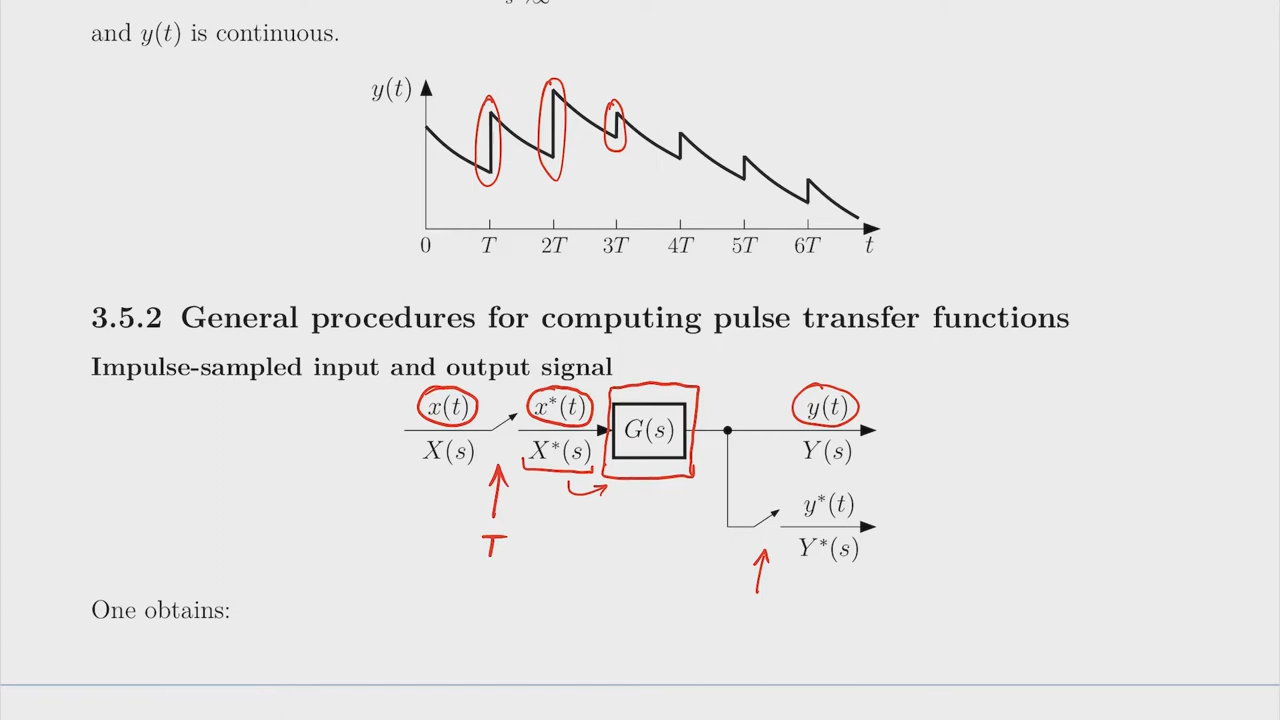 and y(t) is continuous.
y(t)
0 T 2T 3T 4T 5T 6T t
3.5.2 General procedures for computing pulse transfer functions
Impulse-sampled input and output signal
x(t) x*(t) G(s) y(t)
X(s) X*(s) Y(s)
y*(t)
T Y*(s)
One obtains: